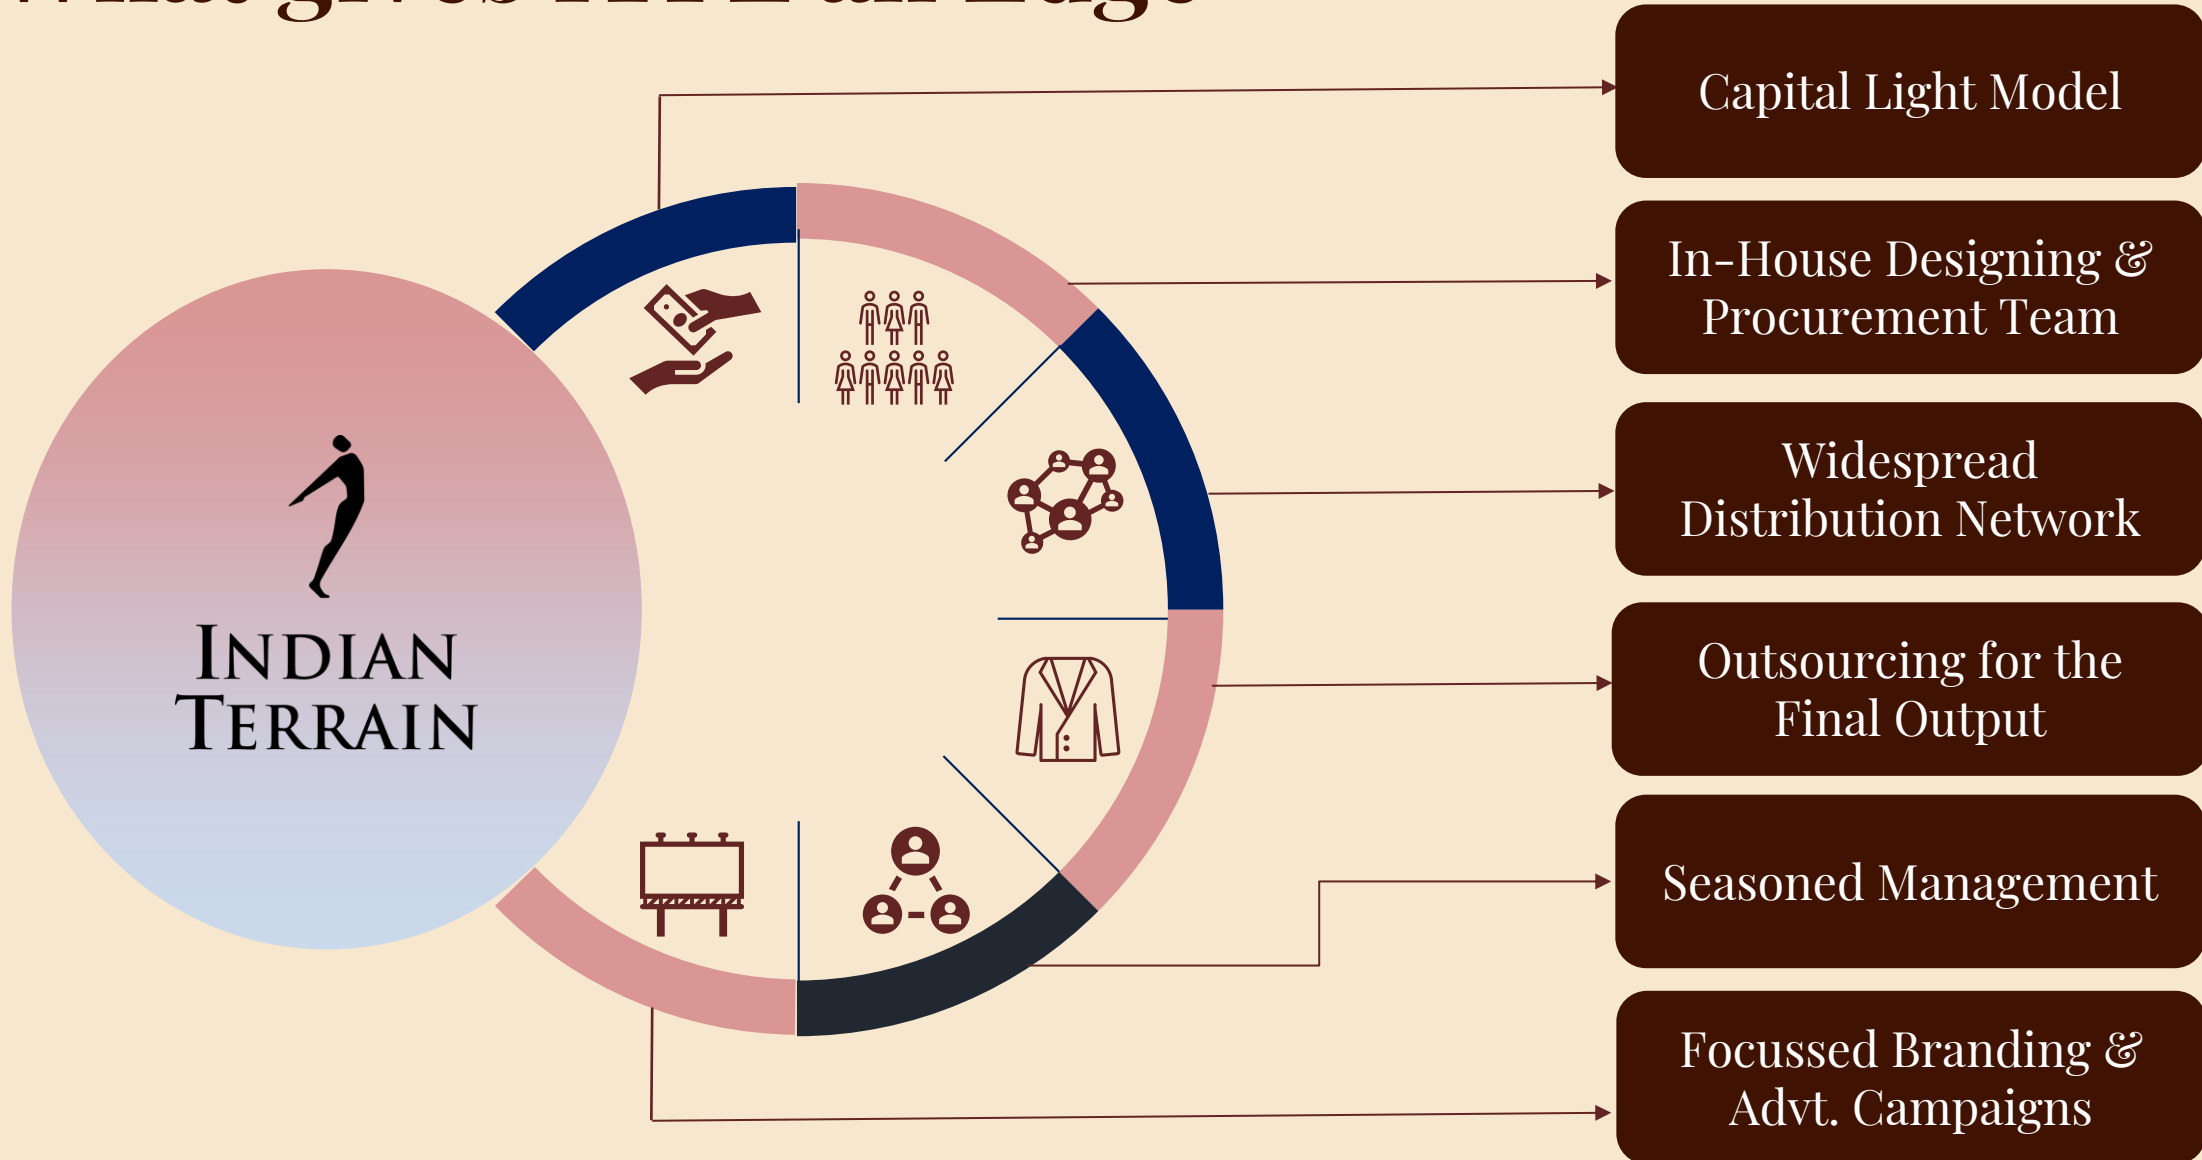 INDIAN
TERRAIN
Capital Light Model
In-House Designing &
Procurement Team
Widespread
Distribution Network
Outsourcing for the
Final Output
Seasoned Management
Focussed Branding &
Advt. Campaigns